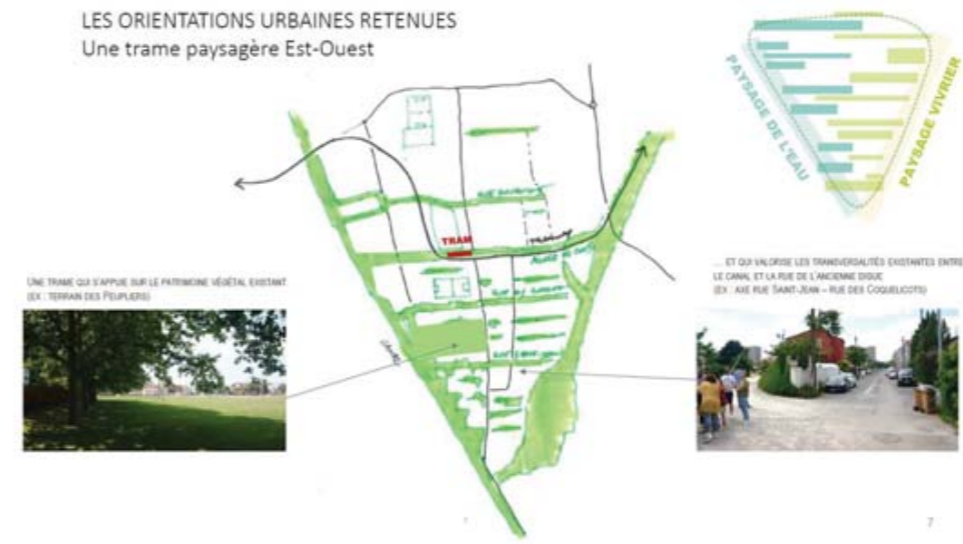 LES ORIENTATIONS URBAINES RETENUES
Une trame paysagère Est-Ouest
PAYSAGE DE L'EAU
PAYSAGE VIVRIER
TRAM
UNE TRAME QUI S'APPUIE SUR LE PATRIMOINE VÉGÉTAL EXISTANT
(EX : TERRAIN DES PEUPLIERS)
... ET QUI VALORISE LES TRANSVERSALITÉS EXISTANTES ENTRE
LE CANAL ET LA RUE DE L'ANCIENNE DIGUE
(EX : AXE RUE SAINT-JEAN – RUE DES COQUELICOTS)
CANAL
7